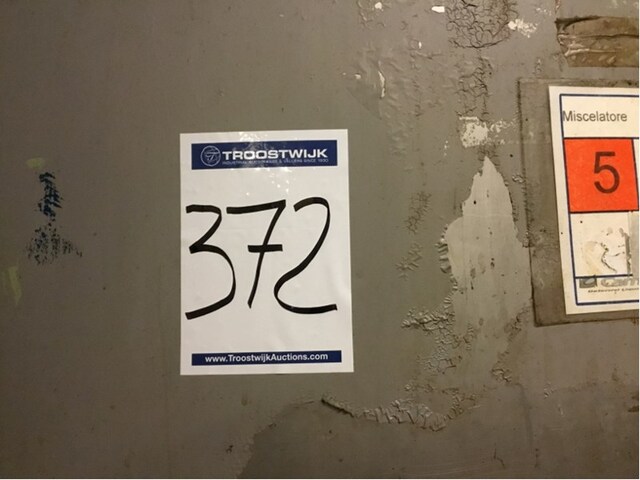 TROOSTWIJK
372
www.TroostwijkAuctions.com
Miscelatore
5